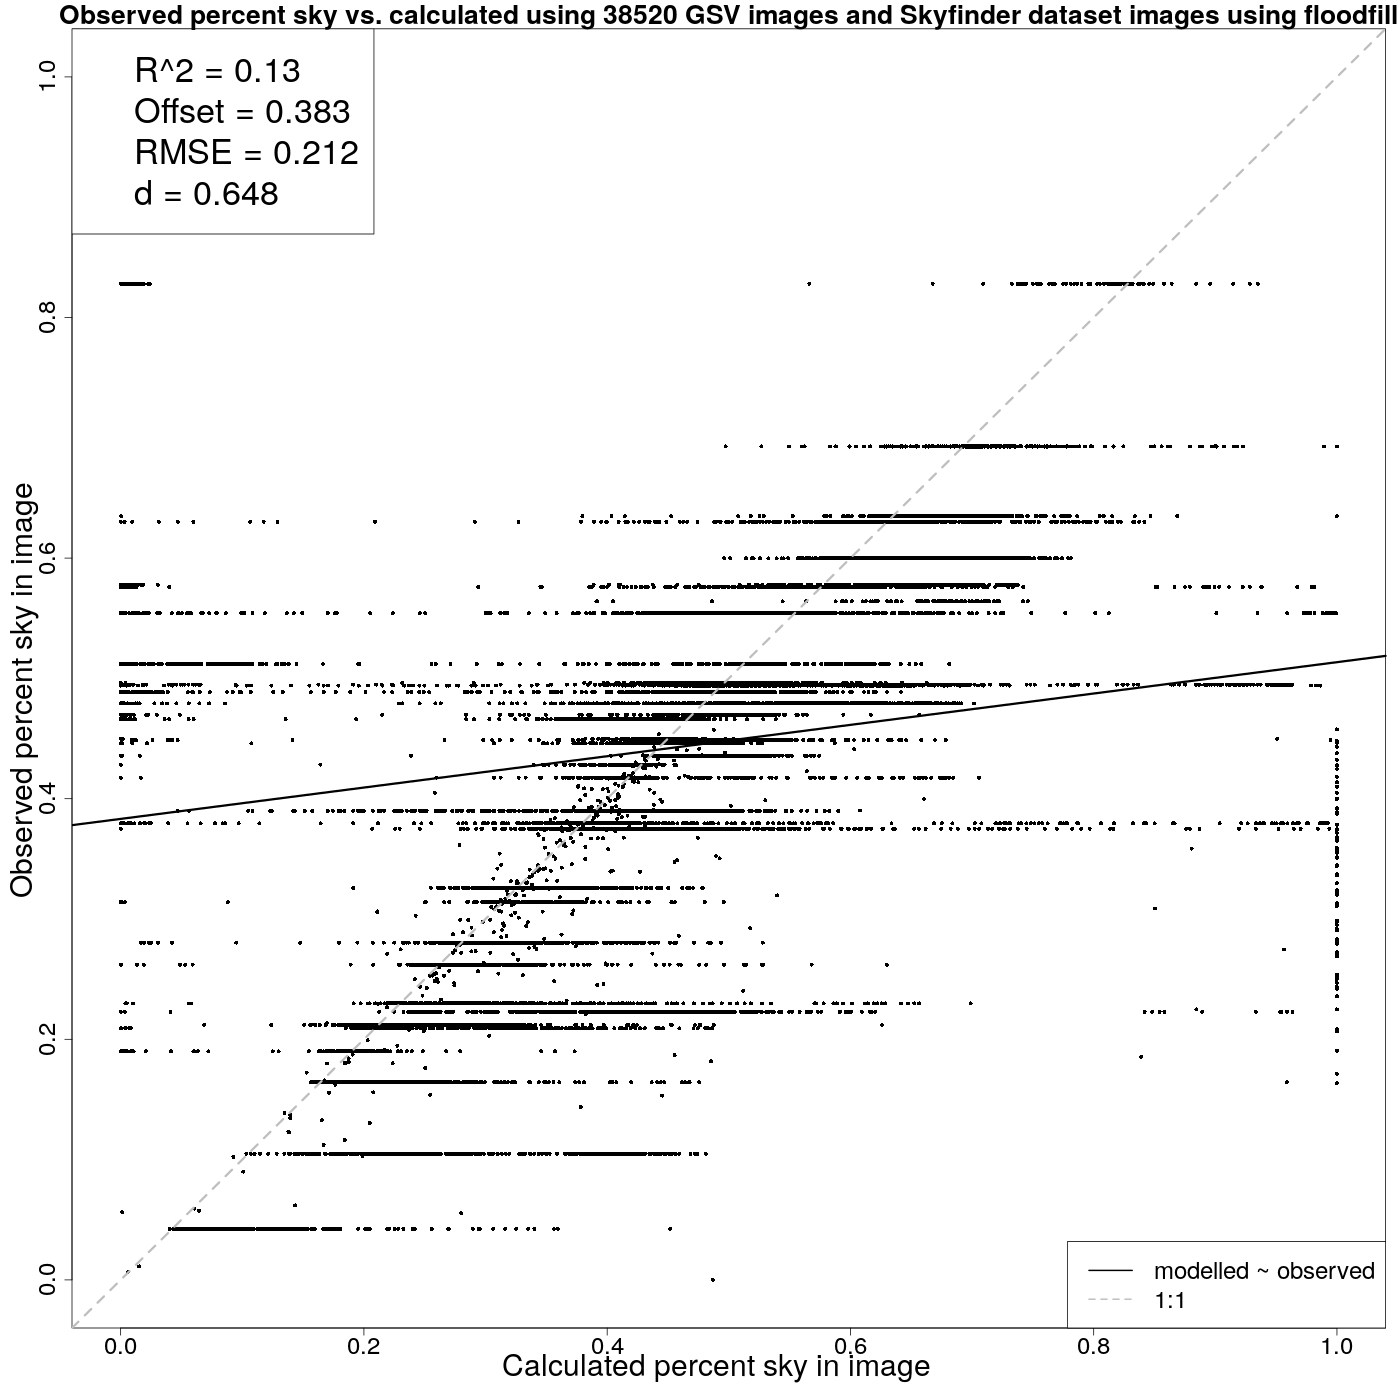 Observed percent sky vs. calculated using 38520 GSV images and Skyfinder dataset images using floodfill
R^2 = 0.13
Offset = 0.383
RMSE = 0.212
d = 0.648
Observed percent sky in image
1.0
0.8
0.6
0.4
0.2
0.0
modelled ~ observed
1:1
0.0 0.2 0.4 0.6 0.8 1.0
Calculated percent sky in image